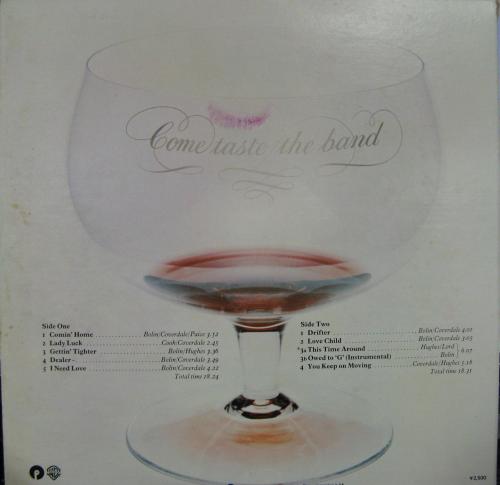 Come taste the band
Side One
1 Comin' Home Bolin/Coverdale/Paice 3.52
2 Lady Luck Cook/Coverdale 2.45
3 Gettin' Tighter Bolin/Hughes 3.36
4 Dealer Bolin/Coverdale 3.49
5 I Need Love Bolin/Coverdale 4.22
Total time 18.24
Side Two
1 Drifter Bolin/Coverdale 4.02
2 Love Child Bolin/Coverdale 3.05
*3a This Time Around Hughes/Lord
3b Owed to 'G' (Instrumental) Bolin 6.07
4 You Keep on Moving Coverdale/Hughes 5.18
Total time 18.31
¥2,500